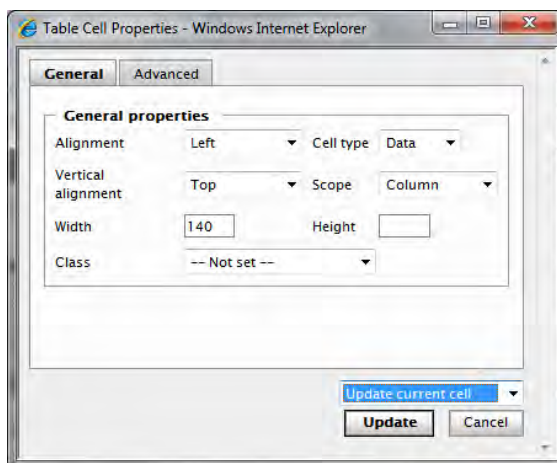 Table Cell Properties - Windows Internet Explorer
General Advanced
General properties
Alignment Left Cell type Data
Vertical alignment Top Scope Column
Width 140 Height
Class -- Not set --
Update current cell
Update Cancel